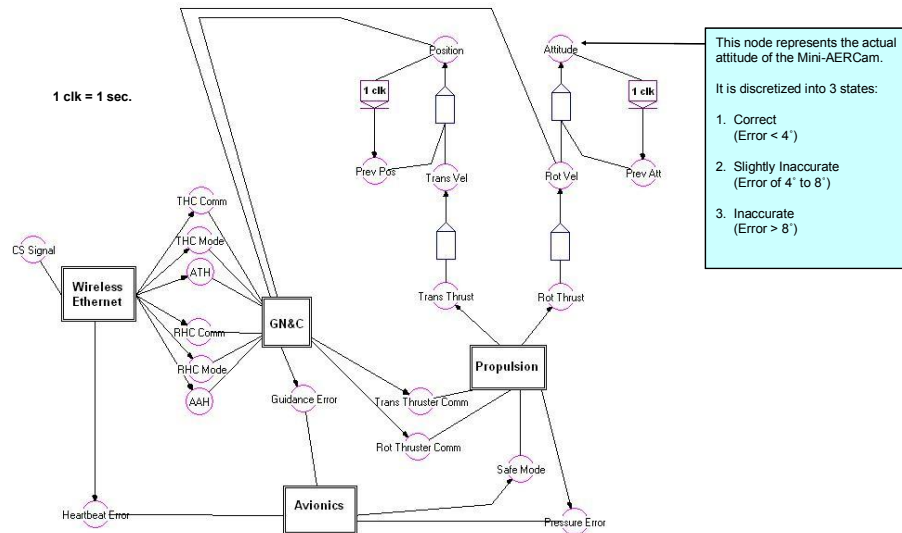 Position
Attitude
This node represents the actual
attitude of the Mini-AERCam.
It is discretized into 3 states:
1. Correct
(Error < 4˚)
2. Slightly Inaccurate
(Error of 4˚ to 8˚)
3. Inaccurate
(Error > 8˚)
1 clk = 1 sec.
1 clk
1 clk
Prev Pos
Trans Vel
Rot Vel
Prev Att
THC Comm
THC Mode
CS Signal
ATH
Wireless
Ethernet
Trans Thrust
Rot Thrust
GN&C
RHC Comm
RHC Mode
AAH
Propulsion
Guidance Error
Trans Thruster Comm
Rot Thruster Comm
Safe Mode
Avionics
Heartbeat Error
Pressure Error